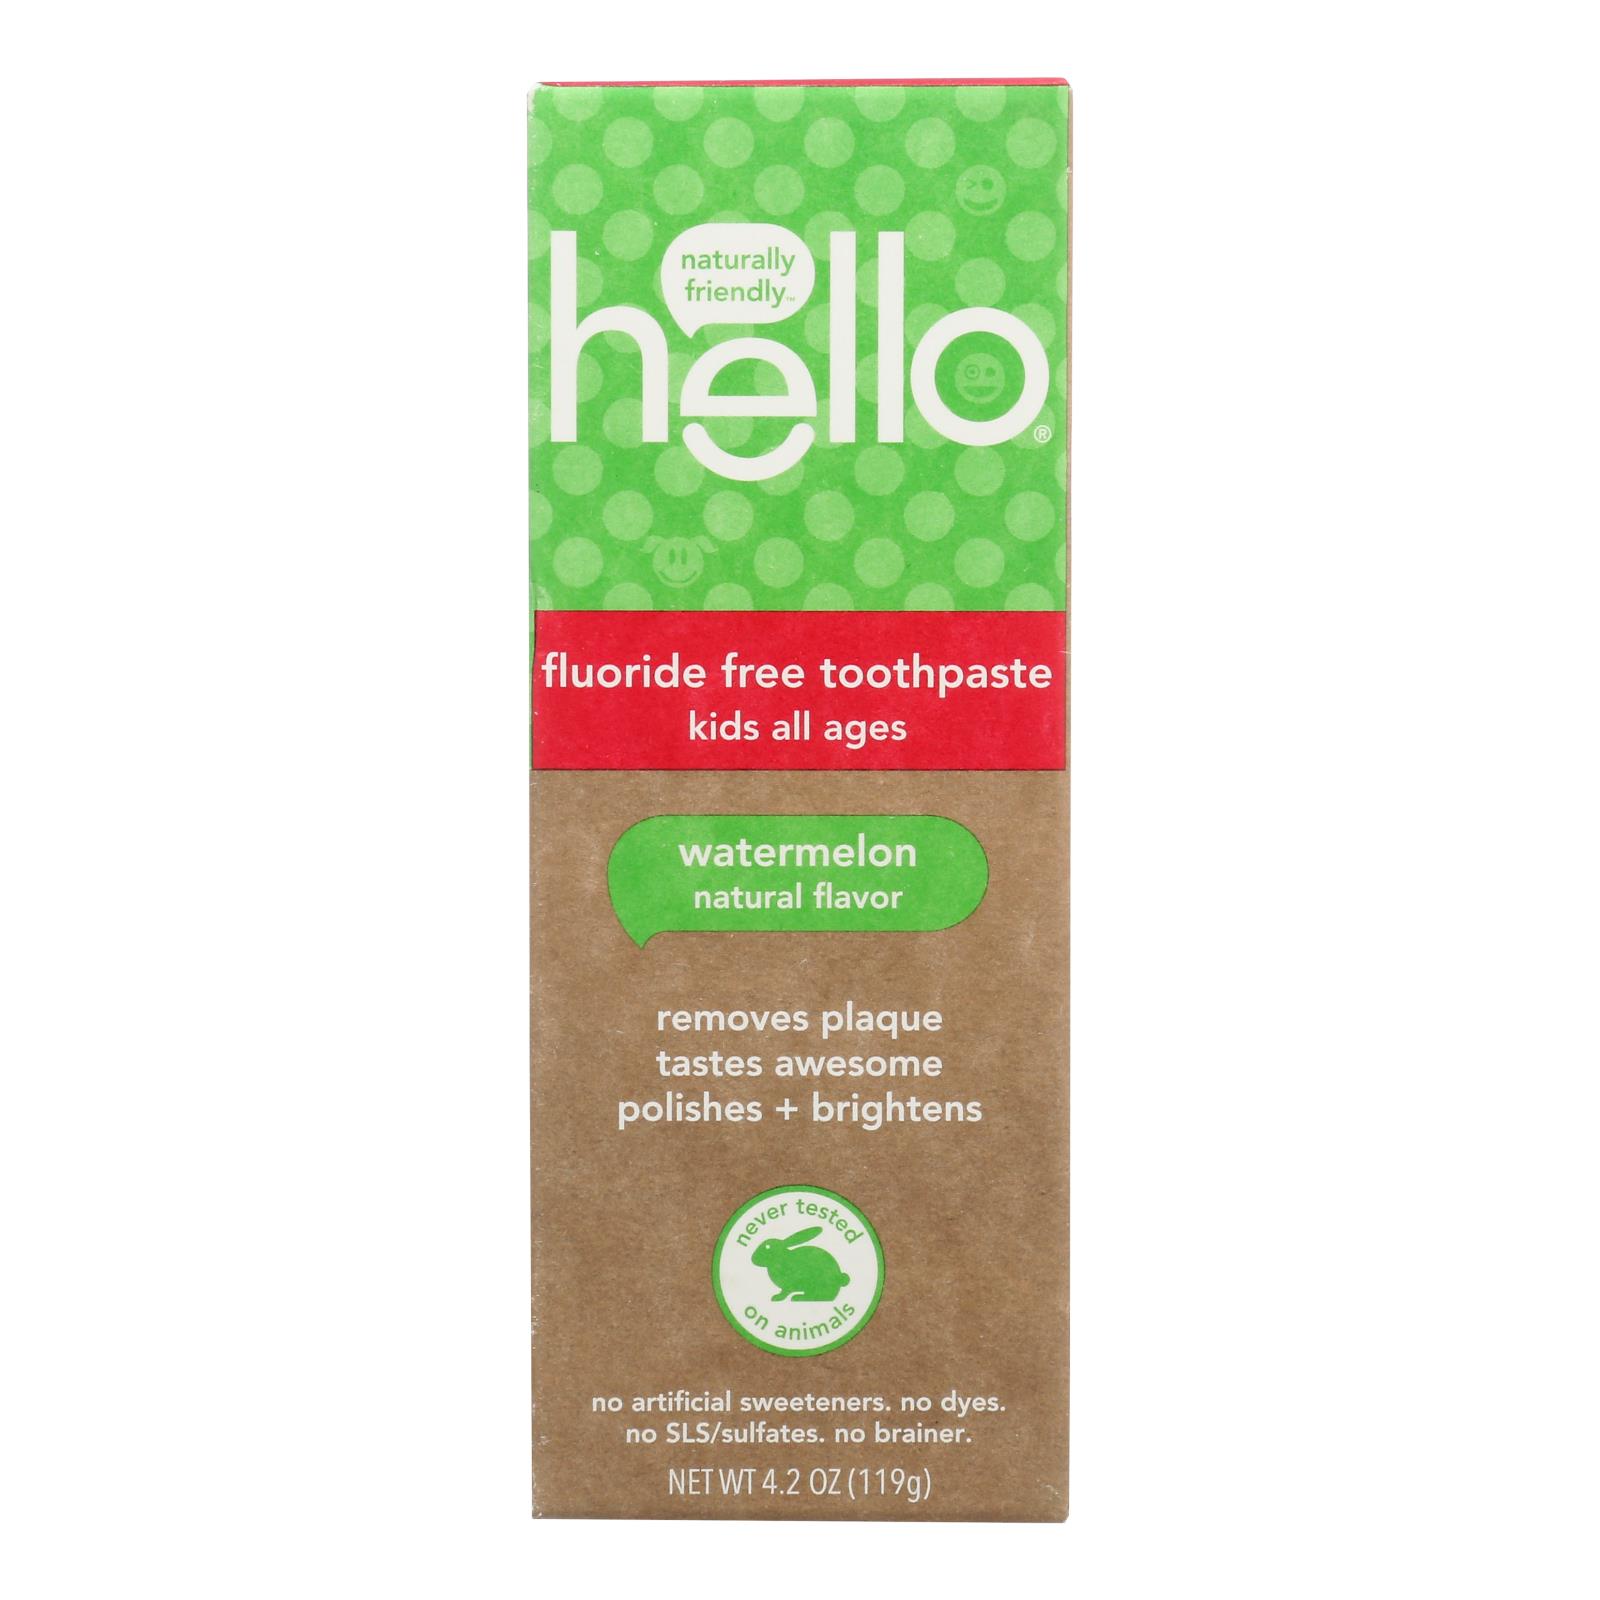 naturally
friendly™
hello®
fluoride free toothpaste
kids all ages
watermelon
natural flavor
removes plaque
tastes awesome
polishes + brightens
never tested
on animals
no artificial sweeteners. no dyes.
no SLS/sulfates. no brainer.
NET WT 4.2 OZ (119g)